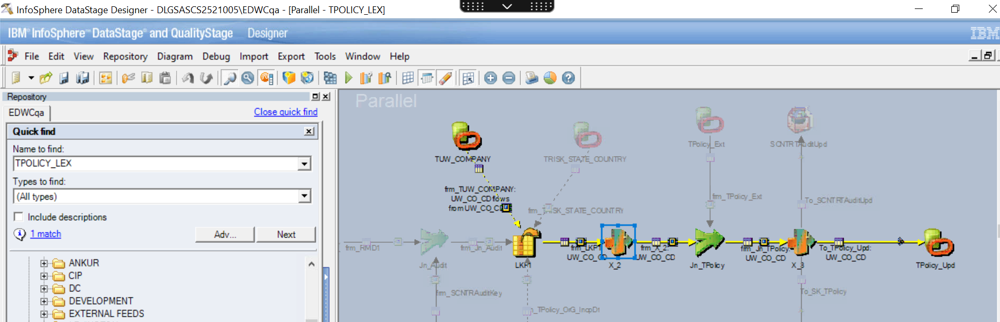 InfoSphere DataStage Designer - DLGSASCS2521005\EDWCqa - [Parallel - TPOLICY_LEX]
IBM® InfoSphere™ DataStage® and QualityStage Designer
IBM
File Edit View Repository Diagram Debug Import Export Tools Window Help
Repository
EDWCqa
Close quick find
Quick find
Name to find:
TPOLICY_LEX
Types to find:
(All types)
Include descriptions
1 match
Adv...
Next
ANKUR
CIP
DC
DEVELOPMENT
EXTERNAL FEEDS
Parallel
TPolicy_Ext
SCNTRTAuditUpd
TUW_COMPANY
TRISK_STATE_COUNTRY
frm_TUW_COMPANY:
UW_CO_CD flows
from UW_CO_C
frm_TRISK_STATE_COUNTRY
frm_TPolicy_Ext
To_SCNTRTAuditUpd
frm_RMD1
frm_Jn_Audit
frm_LKP1
UW_CO_CD
frm_X_2:
UW_CO_CD
frm_Jn_TPolicy:
UW_CO_CD
To_TPolicy_Upd:
UW_CO_CD
Jn_Audit
LKP1
X_2
Jn_TPolicy
X_3
TPolicy_Upd
frm_SCNTRAuditKey
To_SK_TPolicy